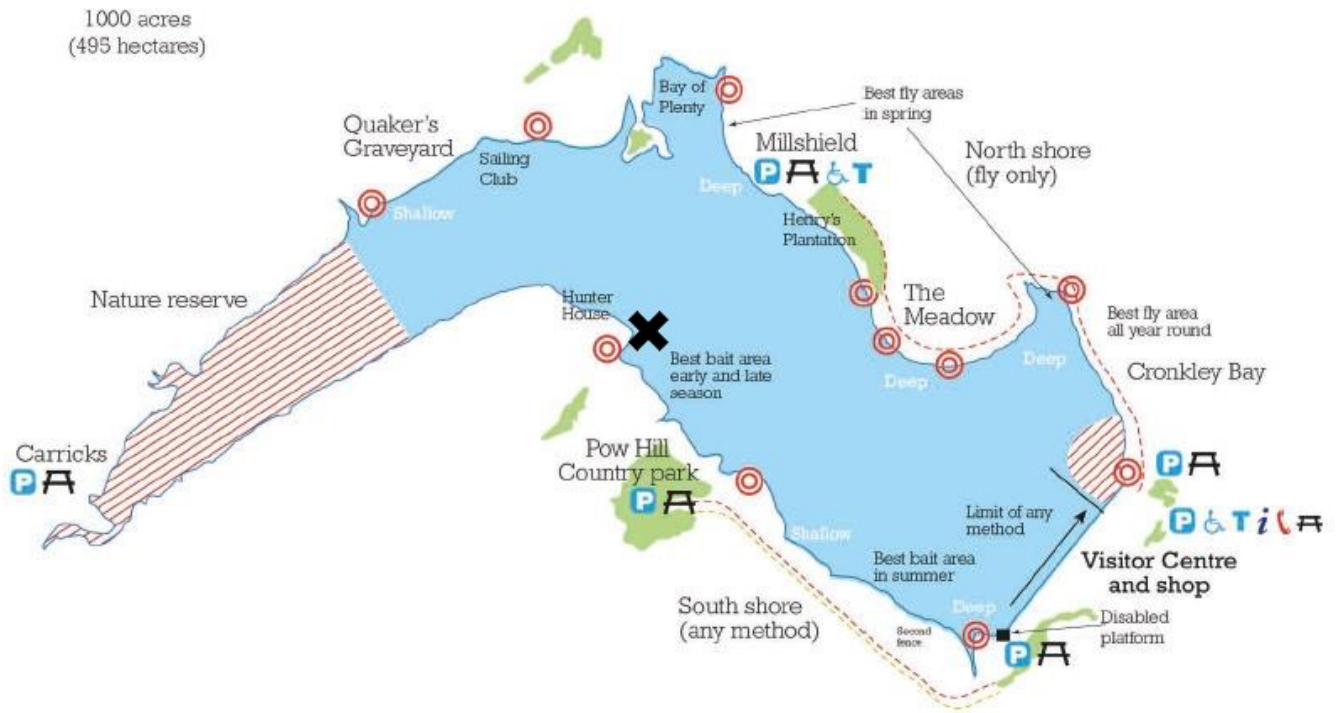 1000 acres
(495 hectares)
Bay of
Plenty
Best fly areas
in spring
Quaker's
Graveyard
Sailing
Club
Millshield
P T
North shore
(fly only)
Deep
Shallow
Henry's
Plantation
Nature reserve
Hunter
House
The
Meadow
Best fly area
all year round
Best bait area
early and late
season
Deep
Deep
Cronkley Bay
Carricks
P
Pow Hill
Country park
P
P
Limit of any
method
P T i
Shallow
Best bait area
in summer
Visitor Centre
and shop
South shore
(any method)
Deep
Second
fence
Disabled
platform
P